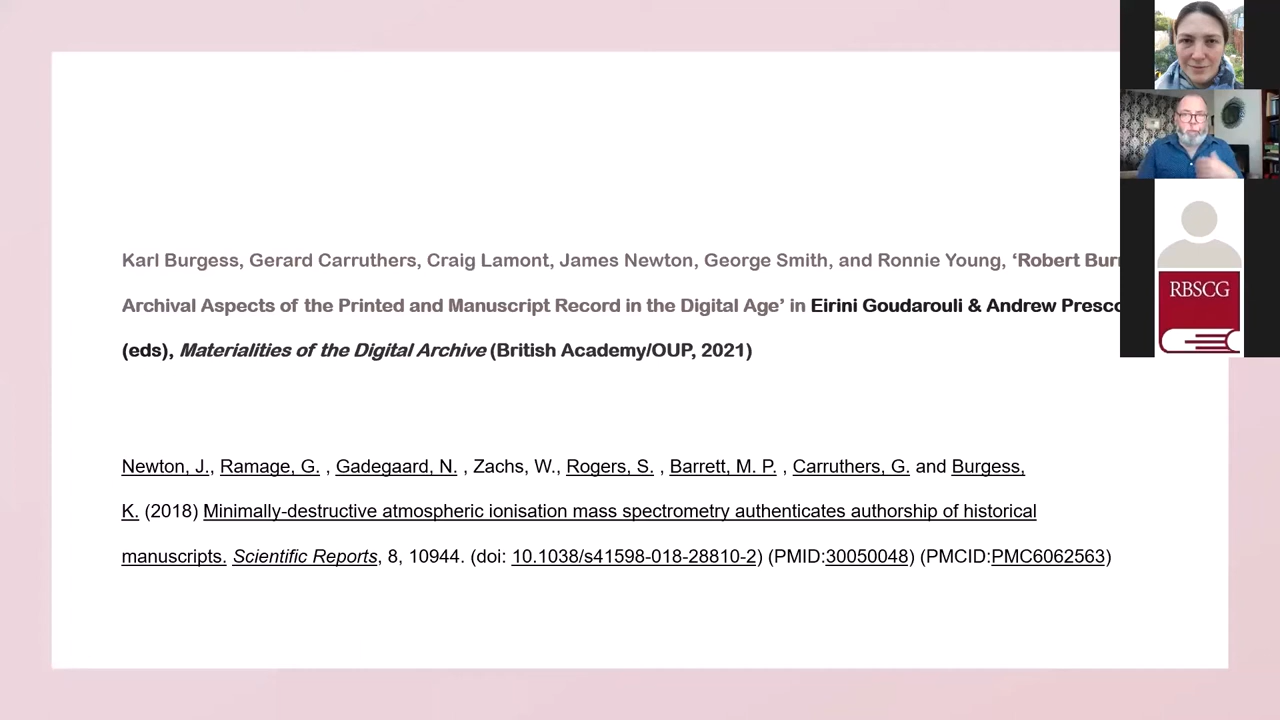 Karl Burgess, Gerard Carruthers, Craig Lamont, James Newton, George Smith, and Ronnie Young, ‘Robert
Archival Aspects of the Printed and Manuscript Record in the Digital Age’ in Eirini Goudarouli & Andrew
(eds), Materialities of the Digital Archive (British Academy/OUP, 2021)
Newton, J., Ramage, G. , Gadegaard, N. , Zachs, W., Rogers, S. , Barrett, M. P. , Carruthers, G. and Burgess,
K. (2018) Minimally-destructive atmospheric ionisation mass spectrometry authenticates authorship of historical
manuscripts. Scientific Reports, 8, 10944. (doi: 10.1038/s41598-018-28810-2) (PMID:30050048) (PMCID:PMC6062563)
RBSCG